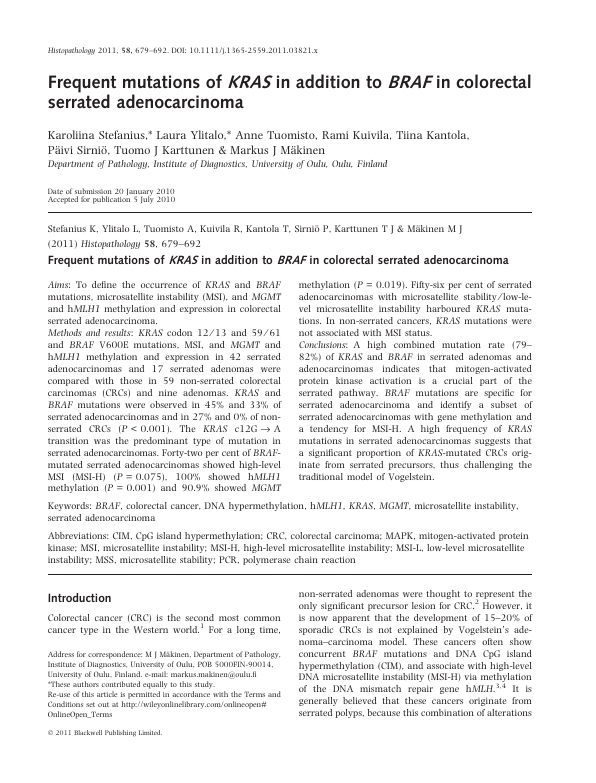 Histopathology 2011, 58, 679–692. DOI: 10.1111/j.1365-2559.2011.03821.x
Frequent mutations of KRAS in addition to BRAF in colorectal
serrated adenocarcinoma
Karoliina Stefanius,* Laura Ylitalo,* Anne Tuomisto, Rami Kuivila, Tiina Kantola,
Päivi Sirniö, Tuomo J Karttunen & Markus J Mäkinen
Department of Pathology, Institute of Diagnostics, University of Oulu, Oulu, Finland
Date of submission 20 January 2010
Accepted for publication 5 July 2010
Stefanius K, Ylitalo L, Tuomisto A, Kuivila R, Kantola T, Sirniö P, Karttunen T J & Mäkinen M J
(2011) Histopathology 58, 679–692
Frequent mutations of KRAS in addition to BRAF in colorectal serrated adenocarcinoma
Aims: To define the occurrence of KRAS and BRAF
mutations, microsatellite instability (MSI), and MGMT
and hMLH1 methylation and expression in colorectal
serrated adenocarcinoma.
Methods and results: KRAS codon 12 ⁄ 13 and 59 ⁄ 61
and BRAF V600E mutations, MSI, and MGMT and
hMLH1 methylation and expression in 42 serrated
adenocarcinomas and 17 serrated adenomas were
compared with those in 59 non-serrated colorectal
carcinomas (CRCs) and nine adenomas. KRAS and
BRAF mutations were observed in 45% and 33% of
serrated adenocarcinomas and in 27% and 0% of non-
serrated CRCs (P < 0.001). The KRAS c12G → A
transition was the predominant type of mutation in
serrated adenocarcinomas. Forty-two per cent of BRAF-
mutated serrated adenocarcinomas showed high-level
MSI (MSI-H) (P = 0.075), 100% showed hMLH1
methylation (P = 0.001) and 90.9% showed MGMT
methylation (P = 0.019). Fifty-six per cent of serrated
adenocarcinomas with microsatellite stability ⁄ low-le-
vel microsatellite instability harboured KRAS muta-
tions. In non-serrated cancers, KRAS mutations were
not associated with MSI status.
Conclusions: A high combined mutation rate (79–
82%) of KRAS and BRAF in serrated adenomas and
adenocarcinomas indicates that mitogen-activated
protein kinase activation is a crucial part of the
serrated pathway. BRAF mutations are specific for
serrated adenocarcinoma and identify a subset of
serrated adenocarcinomas with gene methylation and
a tendency for MSI-H. A high frequency of KRAS
mutations in serrated adenocarcinomas suggests that
a significant proportion of KRAS-mutated CRCs orig-
inate from serrated precursors, thus challenging the
traditional model of Vogelstein.
Keywords: BRAF, colorectal cancer, DNA hypermethylation, hMLH1, KRAS, MGMT, microsatellite instability,
serrated adenocarcinoma
Abbreviations: CIM, CpG island hypermethylation; CRC, colorectal carcinoma; MAPK, mitogen-activated protein
kinase; MSI, microsatellite instability; MSI-H, high-level microsatellite instability; MSI-L, low-level microsatellite
instability; MSS, microsatellite stability; PCR, polymerase chain reaction
Introduction
Colorectal cancer (CRC) is the second most common
cancer type in the Western world.1 For a long time,
Address for correspondence: M J Mäkinen, Department of Pathology,
Institute of Diagnostics, University of Oulu, POB 5000FIN-90014,
University of Oulu, Finland. e-mail: markus.makinen@oulu.fi
*These authors contributed equally to this study.
Re-use of this article is permitted in accordance with the Terms and
Conditions set out at http://wileyonlinelibrary.com/onlineopen#
OnlineOpen_Terms
non-serrated adenomas were thought to represent the
only significant precursor lesion for CRC.2 However, it
is now apparent that the development of 15–20% of
sporadic CRCs is not explained by Vogelstein's ade-
noma–carcinoma model. These cancers often show
concurrent BRAF mutations and DNA CpG island
hypermethylation (CIM), and associate with high-level
DNA microsatellite instability (MSI-H) via methylation
of the DNA mismatch repair gene hMLH.3,4 It is
generally believed that these cancers originate from
serrated polyps, because this combination of alterations
© 2011 Blackwell Publishing Limited.